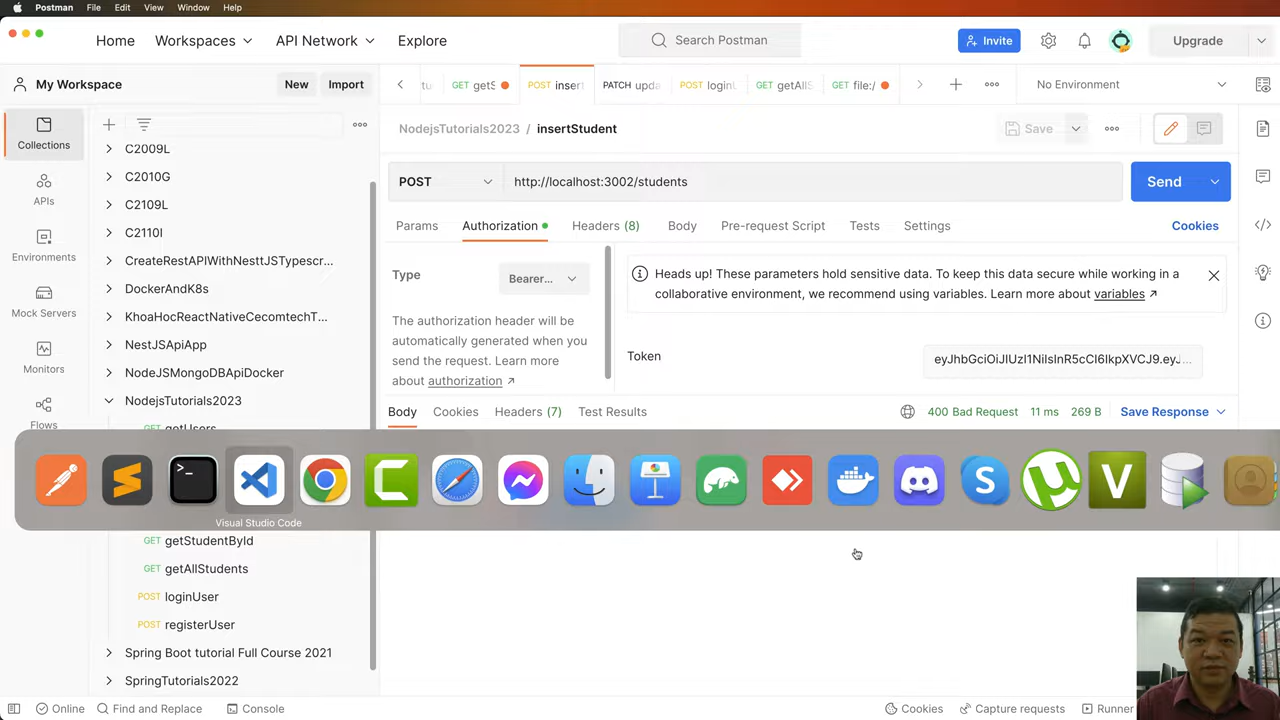 Postman File Edit View Window Help
Home Workspaces API Network Explore Search Postman Invite Upgrade
My Workspace New Import GET getS POST insert PATCH upda POST loginU GET getAllS GET file:/ No Environment
NodejsTutorials2023 / insertStudent Save
Collections
APIs
Environments
Mock Servers
Monitors
Flows
C2009L
C2010G
C2109L
C2110I
CreateRestAPIWithNesttJSTypescr...
DockerAndK8s
KhoaHocReactNativeCecomtechT...
NestJSApiApp
NodeJSMongoDBApiDocker
NodejsTutorials2023
getUsers
GET getStudentById
GET getAllStudents
POST loginUser
POST registerUser
Spring Boot tutorial Full Course 2021
SpringTutorials2022
POST http://localhost:3002/students Send
Params Authorization Headers (8) Body Pre-request Script Tests Settings Cookies
Type Bearer...
The authorization header will be
automatically generated when you
send the request. Learn more
about authorization ↗
Heads up! These parameters hold sensitive data. To keep this data secure while working in a
collaborative environment, we recommend using variables. Learn more about variables ↗
Token eyJhbGciOiJIUzI1NiIsInR5cCI6IkpXVCJ9.eyJ...
Body Cookies Headers (7) Test Results 400 Bad Request 11 ms 269 B Save Response
Visual Studio Code
Online Find and Replace Console Cookies Capture requests Runner